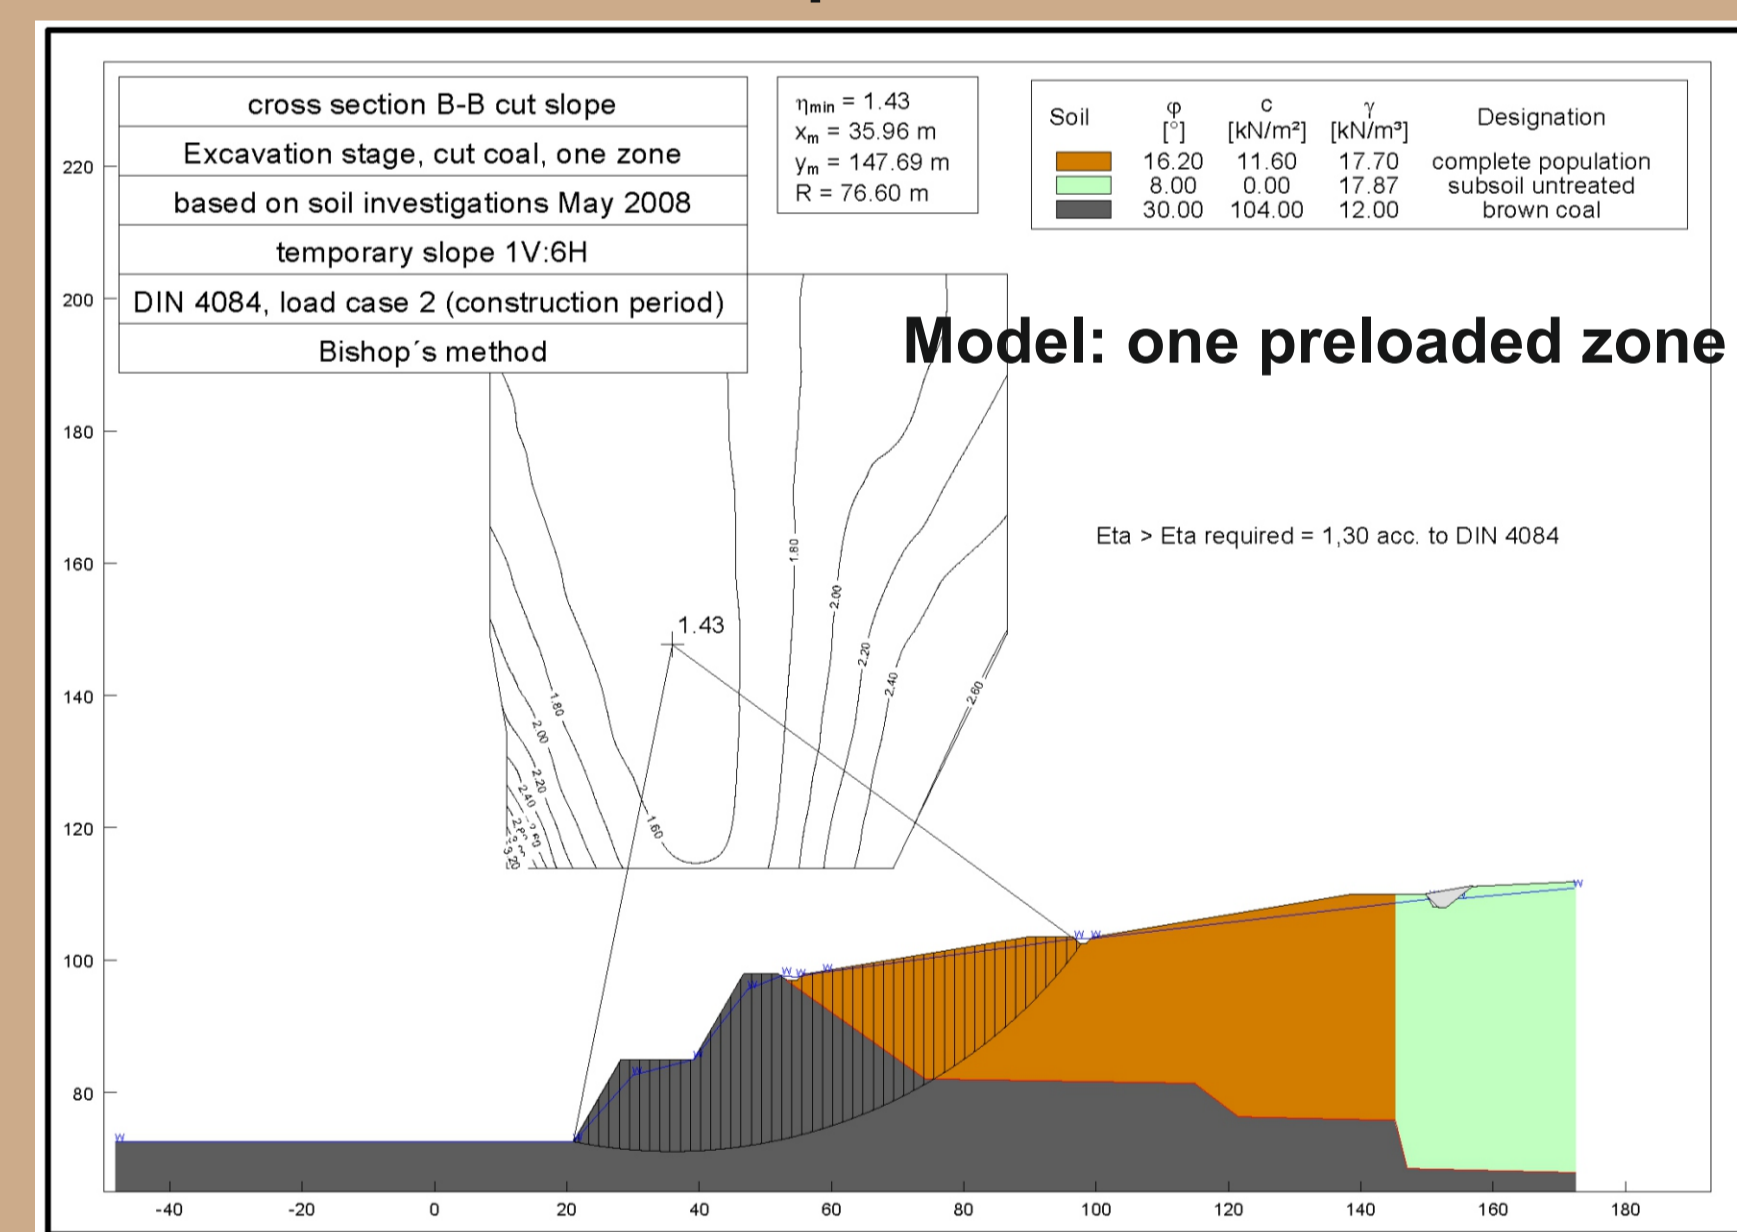 cross section B-B cut slope
Excavation stage, cut coal, one zone
based on soil investigations May 2008
temporary slope 1V:6H
DIN 4084, load case 2 (construction period)
Bishop´s method
ηmin = 1.43
xm = 35.96 m
ym = 147.69 m
R = 76.60 m
Soil φ [°] c [kN/m²] γ [kN/m³] Designation
16.20 11.60 17.70 complete population
8.00 0.00 17.87 subsoil untreated
30.00 104.00 12.00 brown coal
Model: one preloaded zone
Eta > Eta required = 1,30 acc. to DIN 4084
220
200
180
160
140
120
100
80
1.43
1.80
2.00
2.20
2.40
2.60
1.80
2.00
2.20
2.40
3.20
1.60
w w w w w w w w w w w w
-40 -20 0 20 40 60 80 100 120 140 160 180